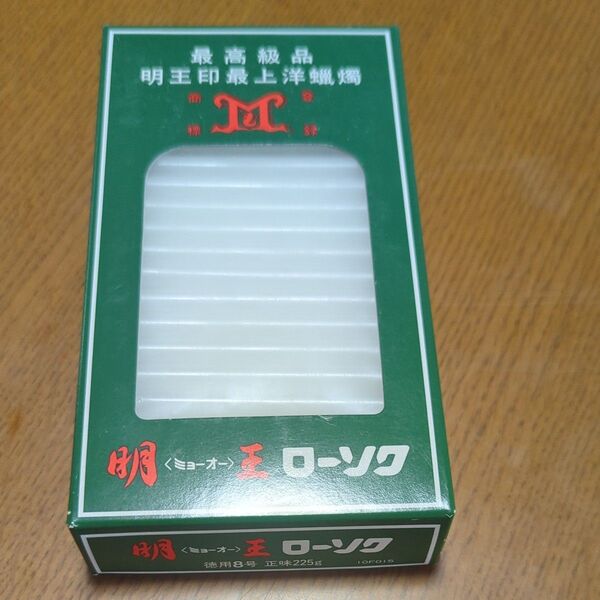 最高級品
明王印最上洋蠟燭
商標 M 登録
明〈ミョーオー〉王 ローソク
明〈ミョーオー〉王 ローソク
徳用8号 正味225g 10F015